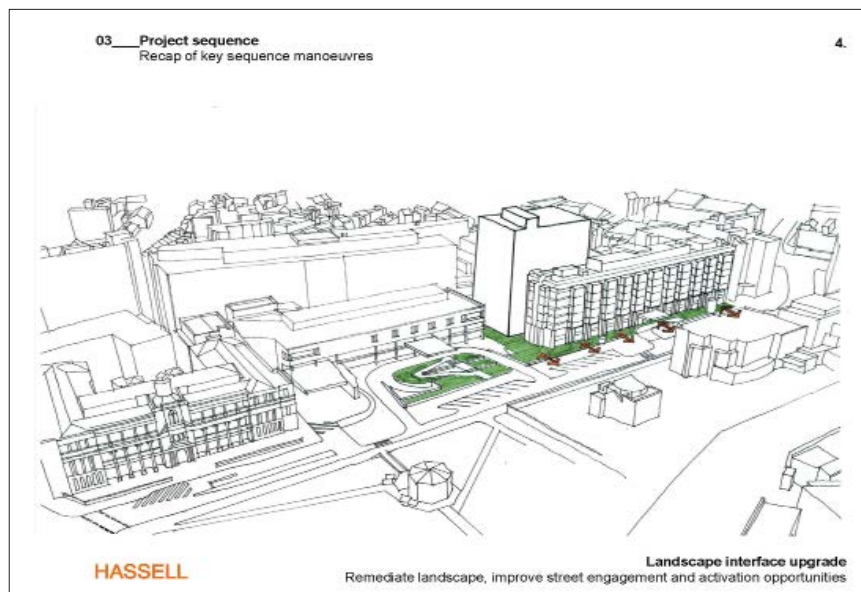 03___Project sequence
Recap of key sequence manoeuvres
4.
HASSELL
Landscape interface upgrade
Remediate landscape, improve street engagement and activation opportunities